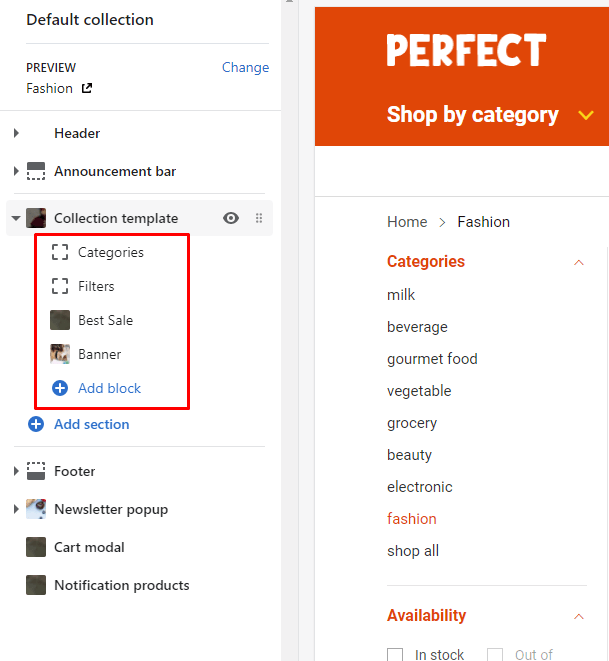 Default collection
PREVIEW
Change
Fashion
Header
Announcement bar
Collection template
Categories
Filters
Best Sale
Banner
Add block
Add section
Footer
Newsletter popup
Cart modal
Notification products
PERFECT
Shop by category
Home > Fashion
Categories
milk
beverage
gourmet food
vegetable
grocery
beauty
electronic
fashion
shop all
Availability
In stock
Out of